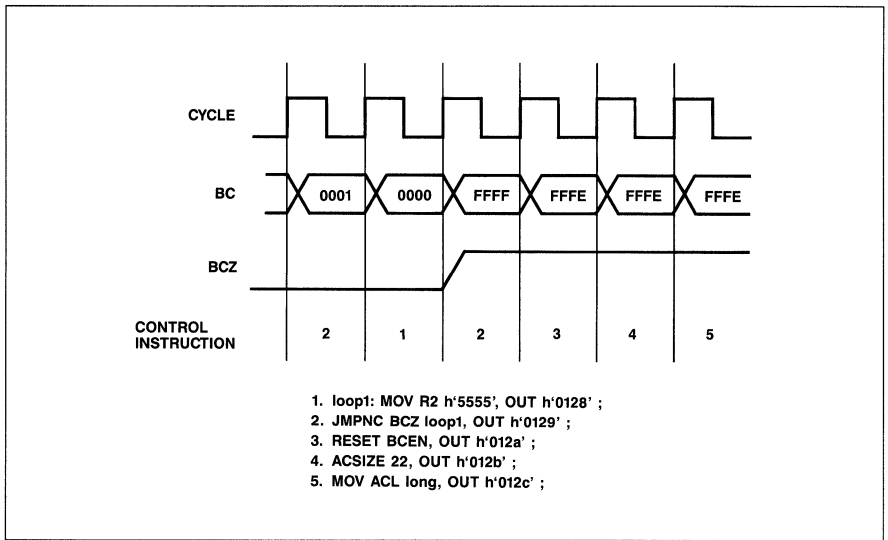 CYCLE
BC 0001 0000 FFFF FFFE FFFE FFFE
BCZ
CONTROL
INSTRUCTION 2 1 2 3 4 5
1. loop1: MOV R2 h‘5555’, OUT h‘0128’ ;
2. JMPNC BCZ loop1, OUT h‘0129’ ;
3. RESET BCEN, OUT h‘012a’ ;
4. ACSIZE 22, OUT h‘012b’ ;
5. MOV ACL long, OUT h‘012c’ ;